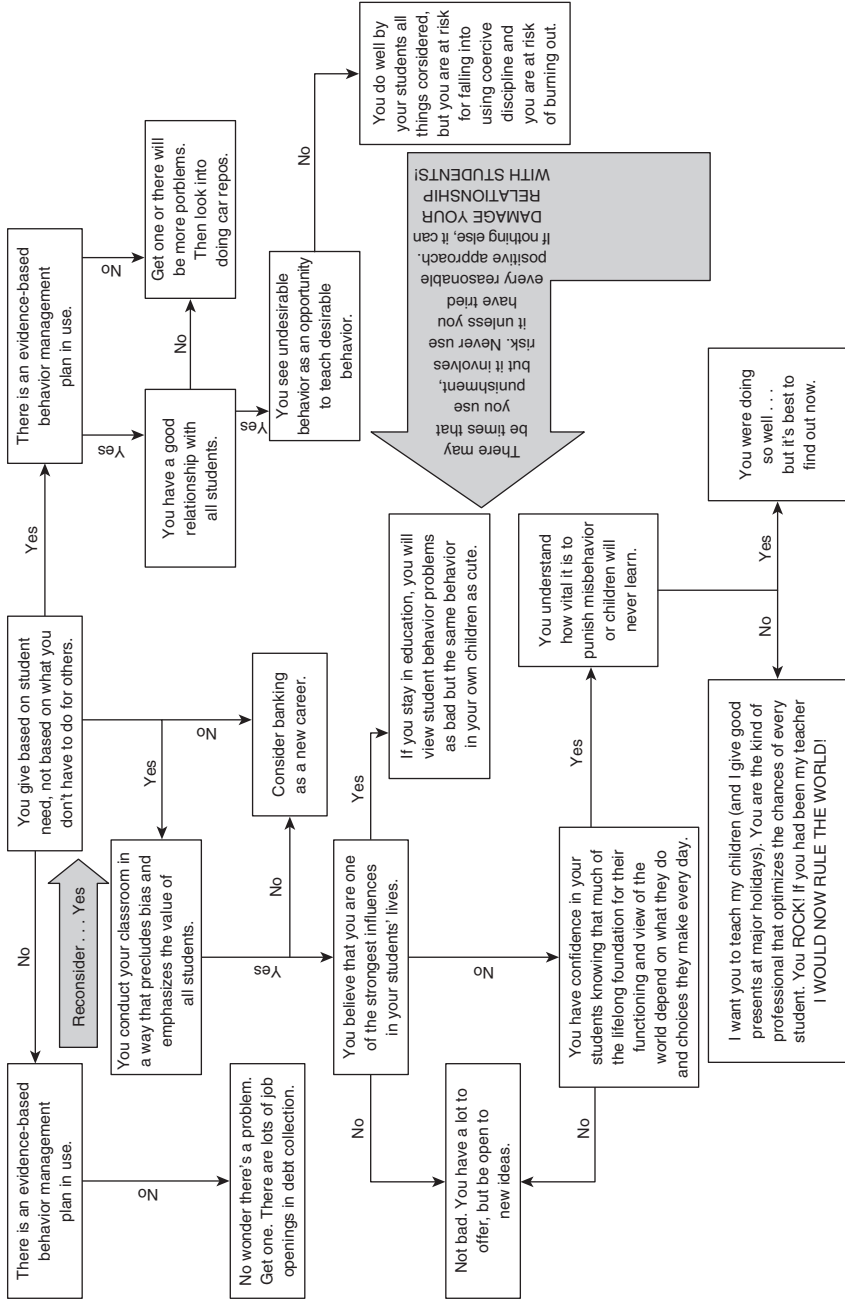 There is an evidence-based
behavior management
plan in use.
No
No wonder there's a problem.
Get one. There are lots of job
openings in debt collection.
No
Reconsider. . . . Yes
You give based on student
need, not based on what you
don't have to do for others.
Yes
There is an evidence-based
behavior management
plan in use.
No
Get one or there will
be more porblems.
Then look into
doing car repos.
Yes
You have a good
relationship with
all students.
No
Yes
You see undesirable
behavior as an opportunity
to teach desirable
behavior.
No
You do well by
your students all
things considered,
but you are at risk
for falling into
using coercive
discipline and
you are at risk
of burning out.
Yes
No
You conduct your classroom in
a way that precludes bias and
emphasizes the value of
all students.
No
Consider banking
as a new career.
Yes
You believe that you are one
of the strongest influences
in your students' lives.
Yes
If you stay in education, you will
view student behavior problems
as bad but the same behavior
in your own children as cute.
There may
be times that
you use
punishment,
but it involves
risk. Never use
it unless you
have tried
every reasonable
positive approach.
If nothing else, it can
DAMAGE YOUR
RELATIONSHIP
WITH STUDENTS!
No
Not bad. You have a lot to
offer, but be open to
new ideas.
No
No
You have confidence in your
students knowing that much of
the lifelong foundation for their
functioning and view of the
world depend on what they do
and choices they make every day.
Yes
You understand
how vital it is to
punish misbehavior
or children will
never learn.
No
Yes
I want you to teach my children (and I give good
presents at major holidays). You are the kind of
professional that optimizes the chances of every
student. You ROCK! If you had been my teacher
I WOULD NOW RULE THE WORLD!
You were doing
so well . . .
but it's best to
find out now.